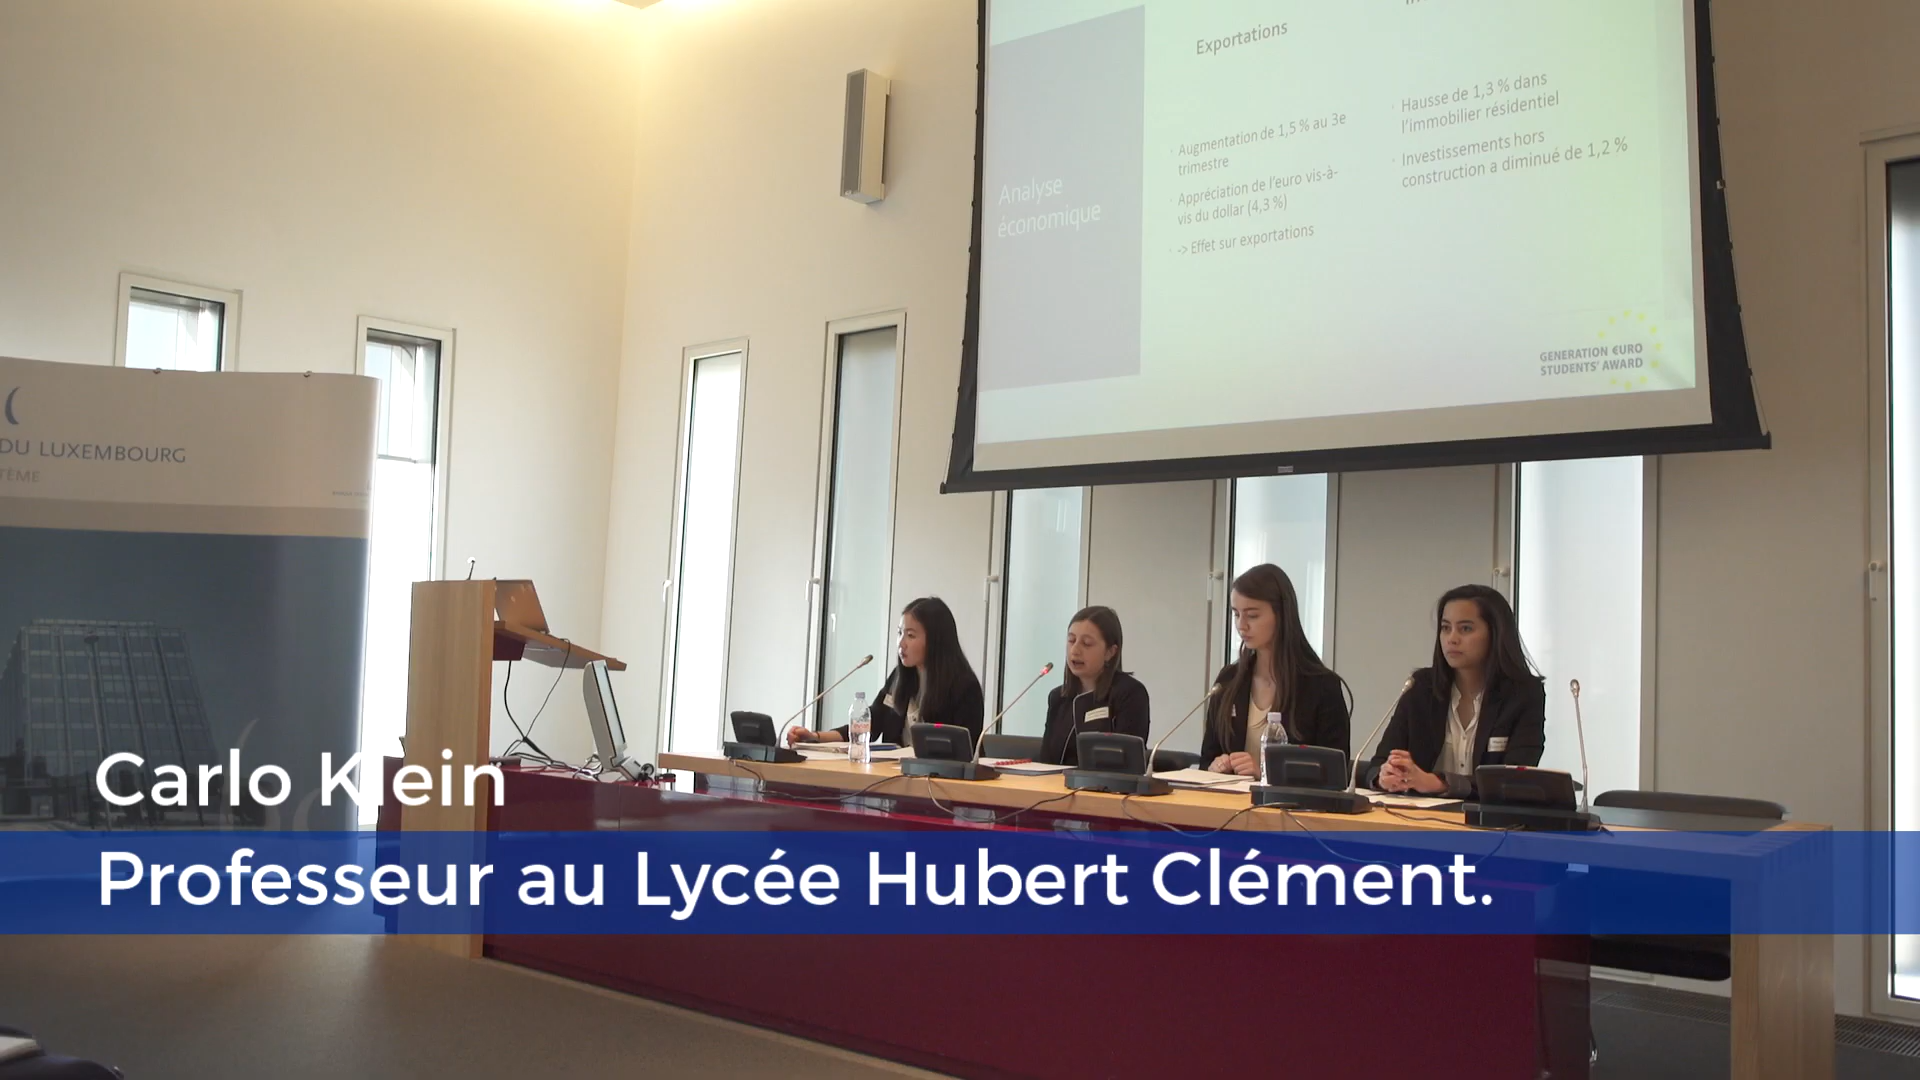 Exportations
Augmentation de 1,5 % au 3e
trimestre
Appréciation de l'euro vis-à-
vis du dollar (4,3 %)
-> Effet sur exportations
Hausse de 1,3 % dans
l'immobilier résidentiel
Investissements hors
construction a diminué de 1,2 %
Analyse
économique
GENERATION €URO
STUDENTS' AWARD
DU LUXEMBOURG
TÈME
Carlo Klein
Professeur au Lycée Hubert Clément.